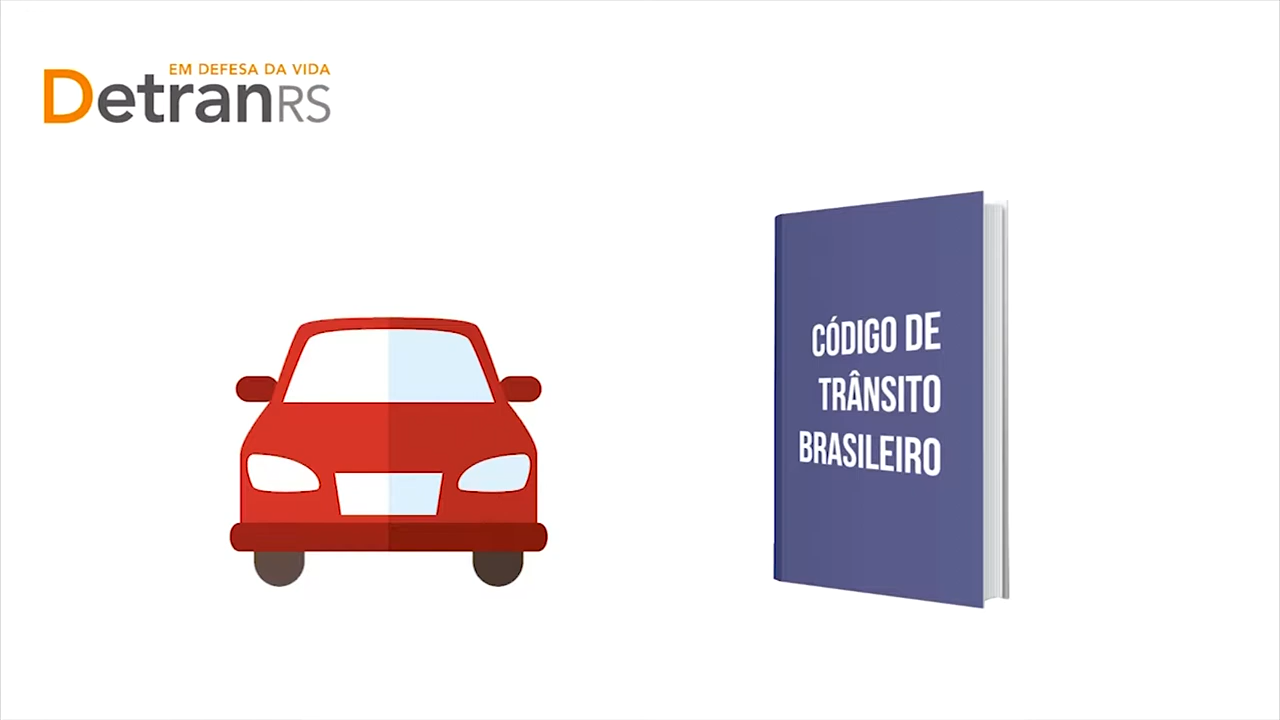 EM DEFESA DA VIDA
DetranRS
CÓDIGO DE
TRÂNSITO
BRASILEIRO